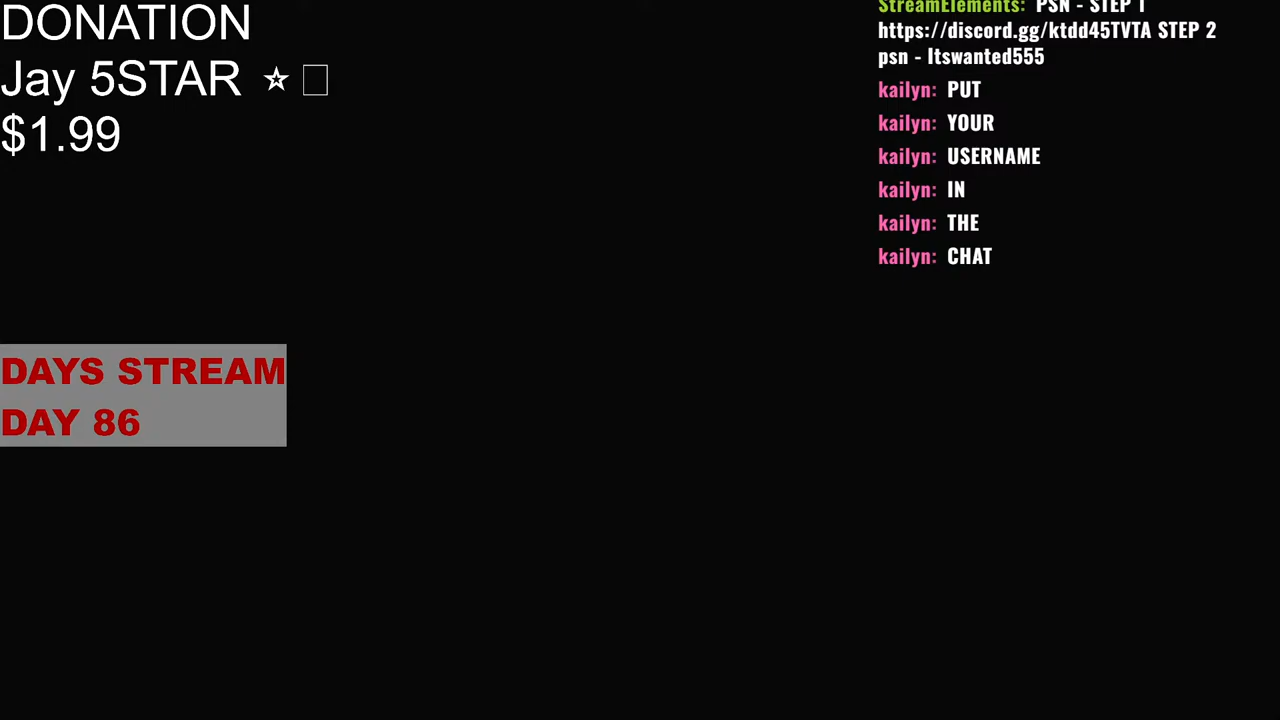 DONATION
Jay 5STAR ☆
$1.99
DAYS STREAM
DAY 86
StreamElements: PSN - STEP 1
https://discord.gg/ktdd45TVTA STEP 2
psn - Itswanted555
kailyn: PUT
kailyn: YOUR
kailyn: USERNAME
kailyn: IN
kailyn: THE
kailyn: CHAT